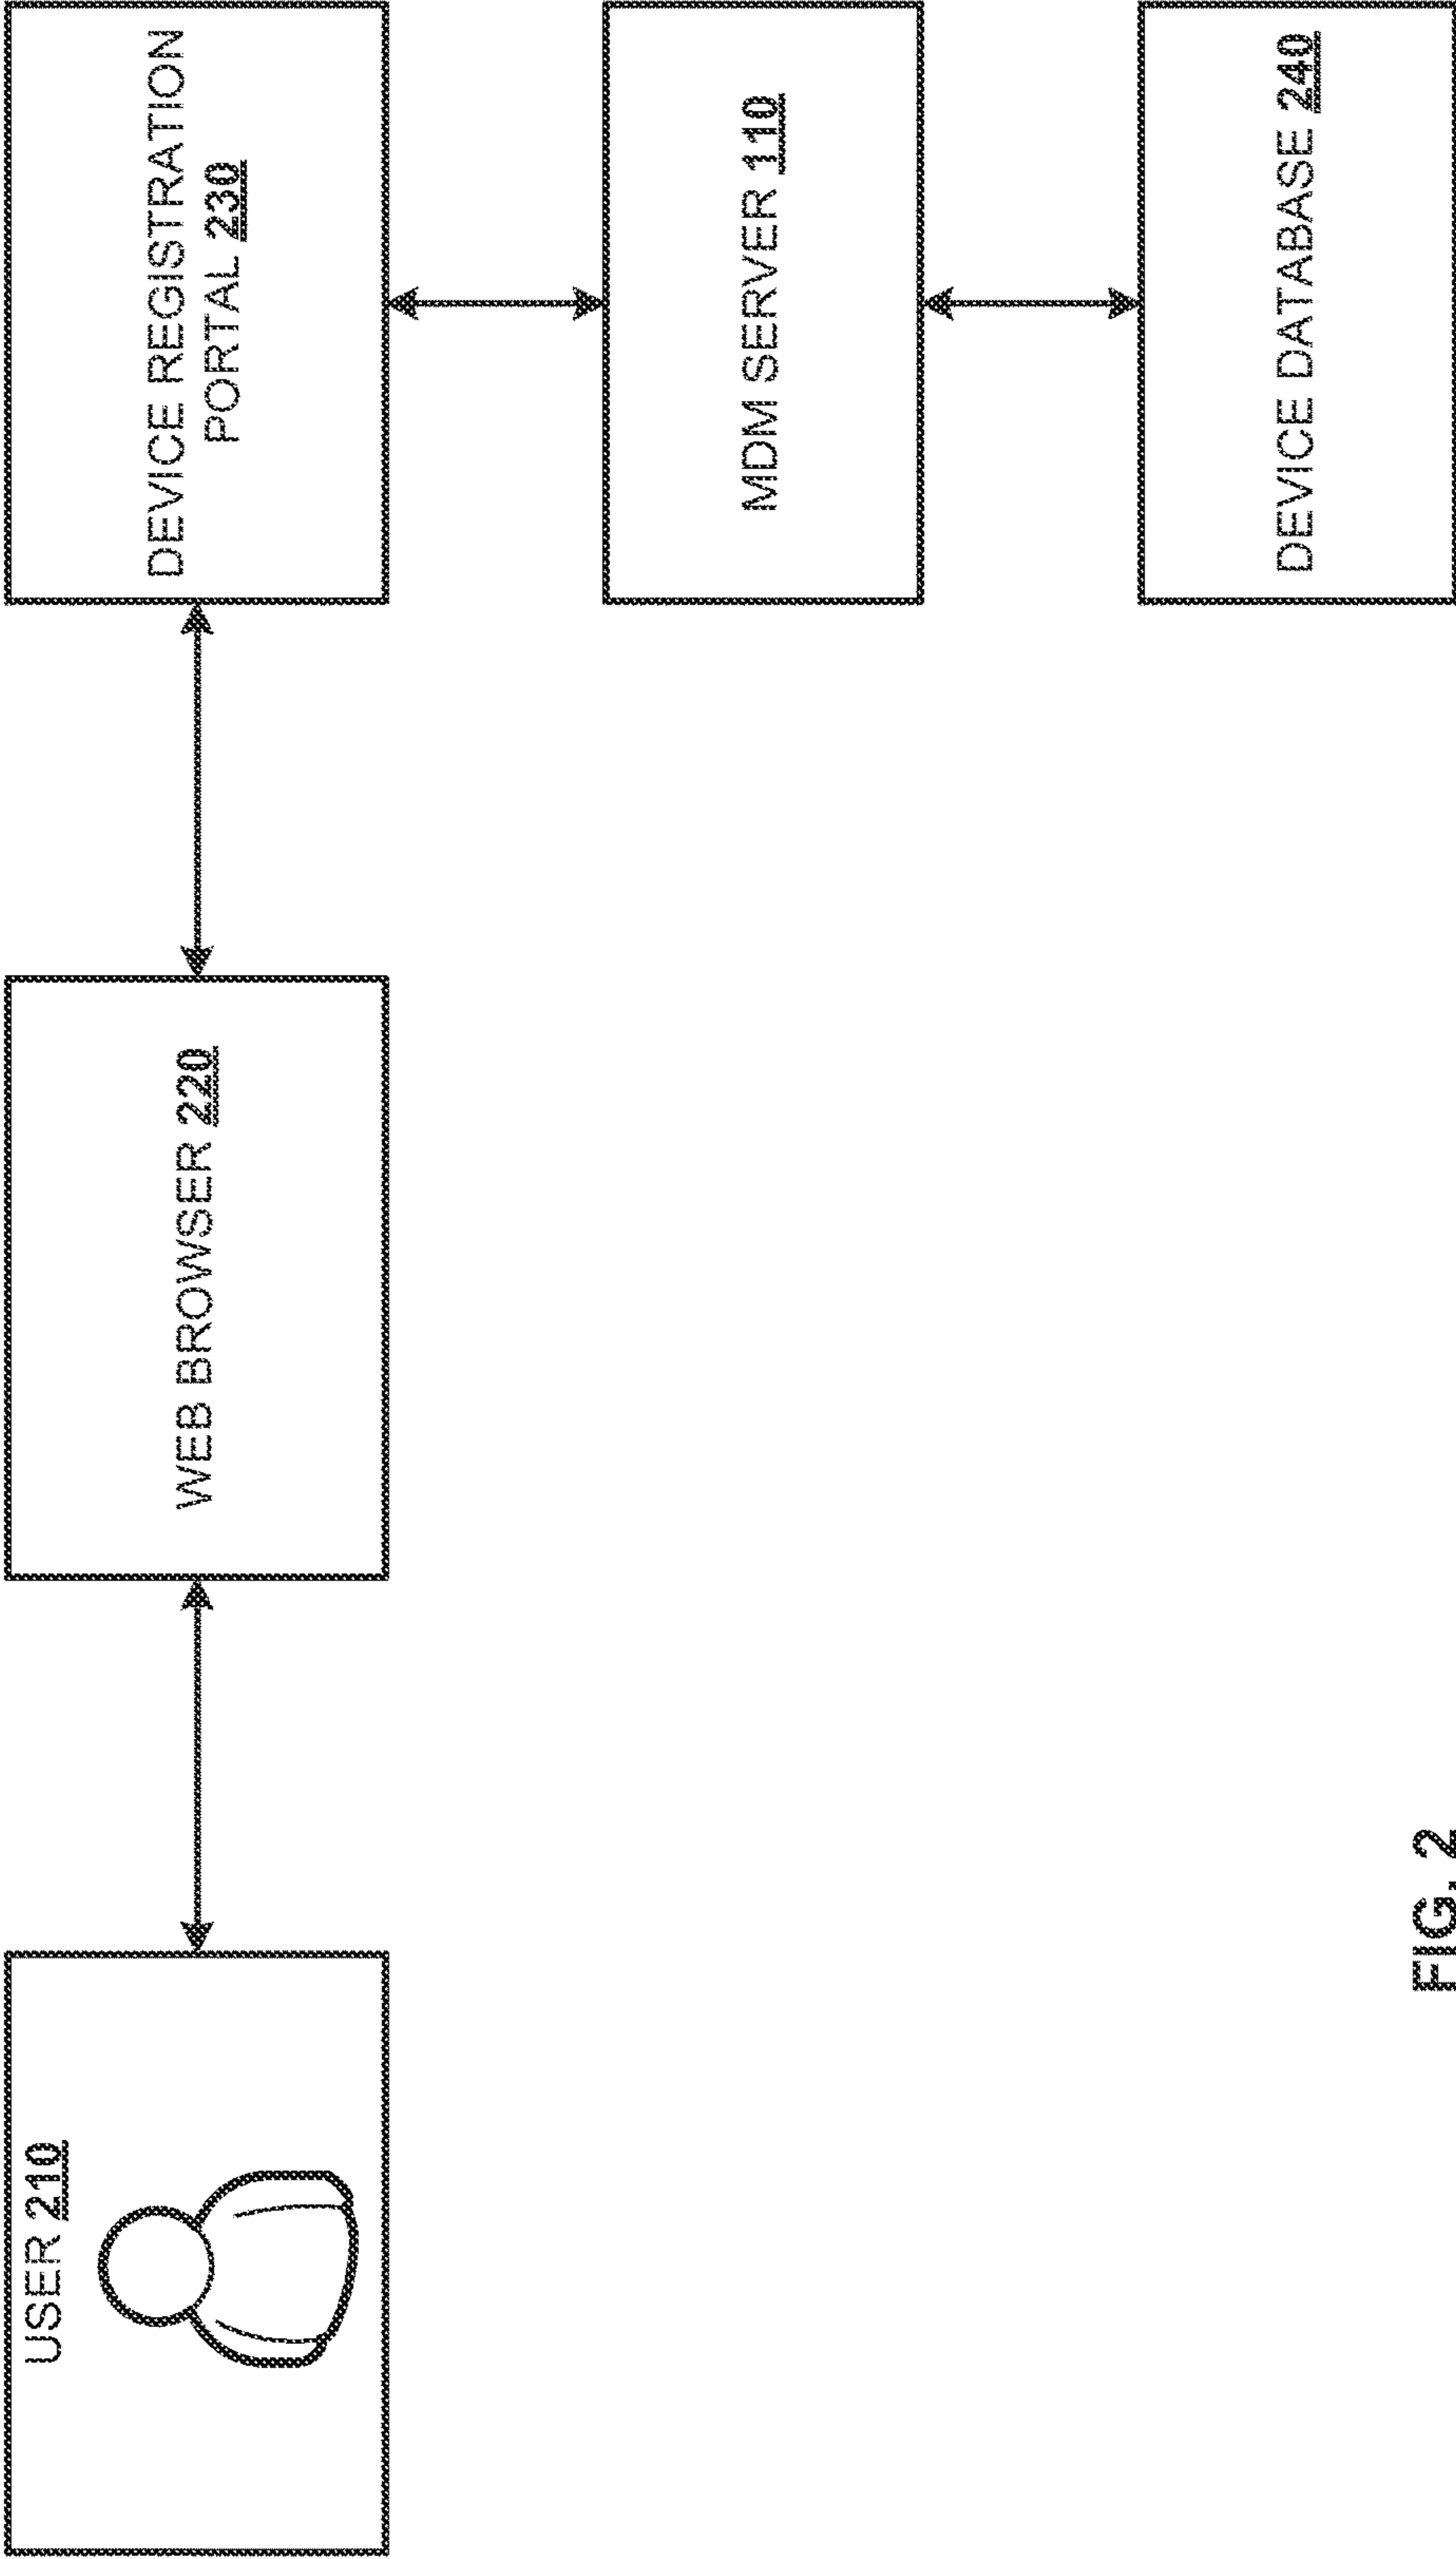 USER 210
WEB BROWSER 220
DEVICE REGISTRATION
PORTAL 230
MDM SERVER 110
DEVICE DATABASE 240
FIG. 2